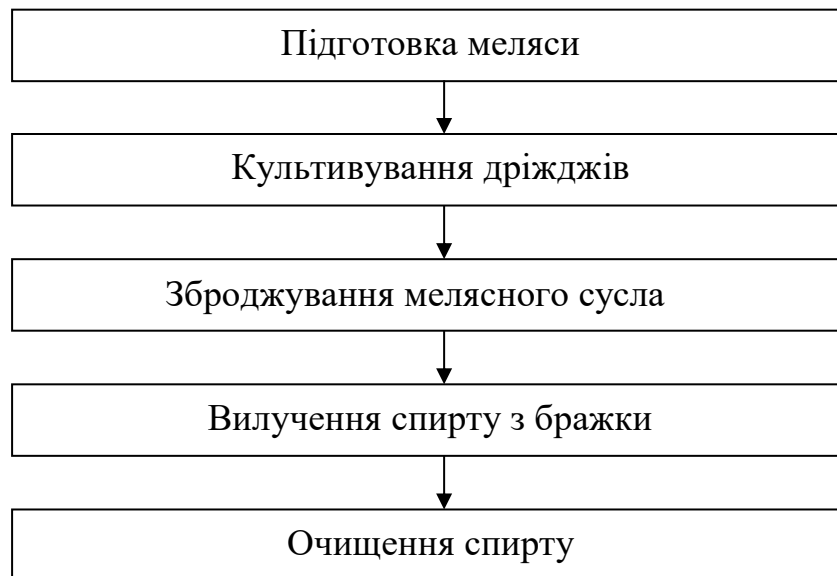 Підготовка меляси
Культивування дріжджів
Зброджування мелясного сусла
Вилучення спирту з бражки
Очищення спирту